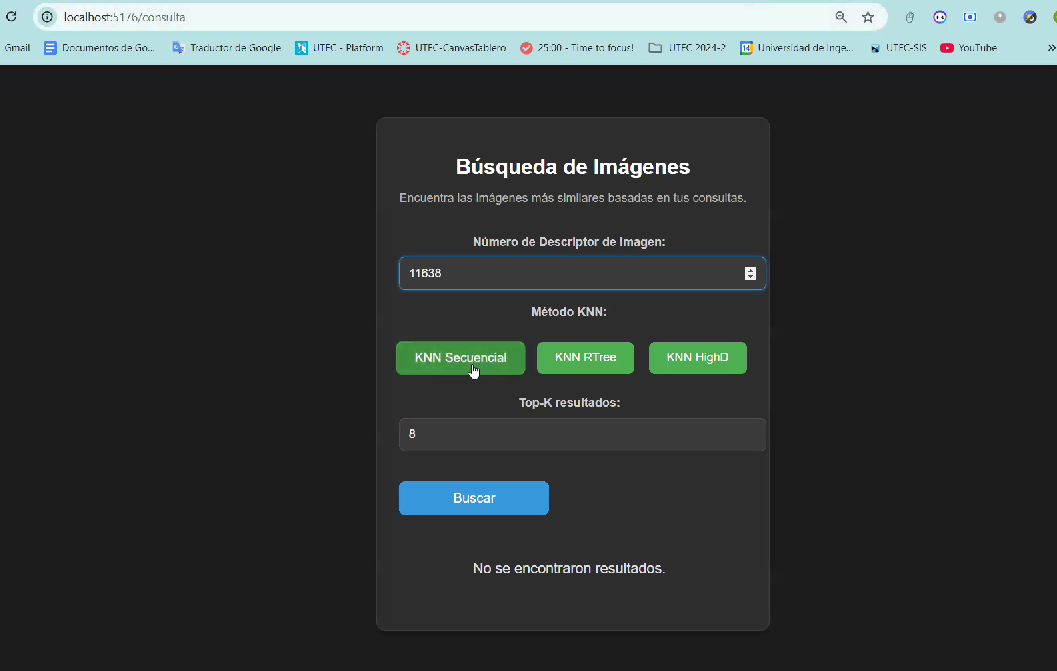 localhost:5176/consulta
Gmail Documentos de Go... Traductor de Google UTEC - Platform UTEC-CanvasTablero 25:00 - Time to focus! UTEC 2024-2 14 Universidad de Inge... UTEC-SIS YouTube »
Búsqueda de Imágenes
Encuentra las imágenes más similares basadas en tus consultas.
Número de Descriptor de Imagen:
11638
Método KNN:
KNN Secuencial KNN RTree KNN HighD
Top-K resultados:
8
Buscar
No se encontraron resultados.